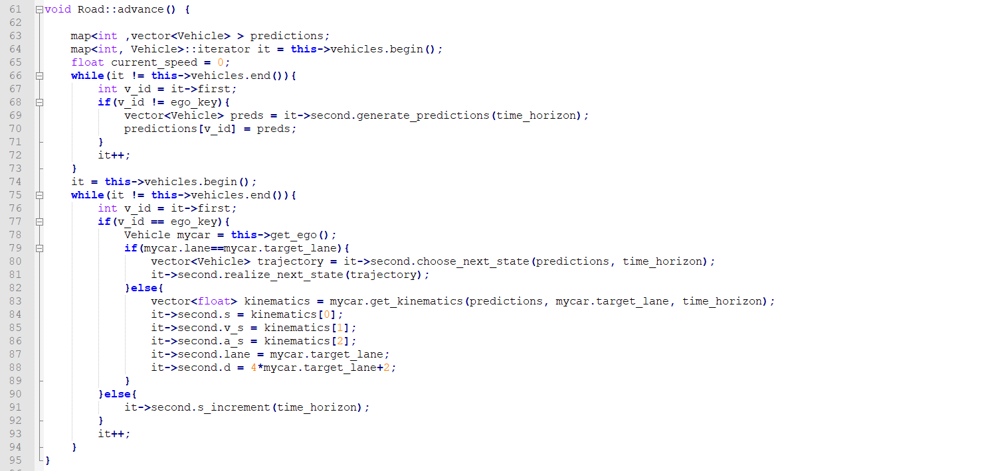 61 void Road::advance() {
62
63     map<int ,vector<Vehicle> > predictions;
64     map<int, Vehicle>::iterator it = this->vehicles.begin();
65     float current_speed = 0;
66     while(it != this->vehicles.end()){
67         int v_id = it->first;
68         if(v_id != ego_key){
69             vector<Vehicle> preds = it->second.generate_predictions(time_horizon);
70             predictions[v_id] = preds;
71         }
72         it++;
73     }
74     it = this->vehicles.begin();
75     while(it != this->vehicles.end()){
76         int v_id = it->first;
77         if(v_id == ego_key){
78             Vehicle mycar = this->get_ego();
79             if(mycar.lane==mycar.target_lane){
80                 vector<Vehicle> trajectory = it->second.choose_next_state(predictions, time_horizon);
81                 it->second.realize_next_state(trajectory);
82             }else{
83                 vector<float> kinematics = mycar.get_kinematics(predictions, mycar.target_lane, time_horizon);
84                 it->second.s = kinematics[0];
85                 it->second.v_s = kinematics[1];
86                 it->second.a_s = kinematics[2];
87                 it->second.lane = mycar.target_lane;
88                 it->second.d = 4*mycar.target_lane+2;
89             }
90         }else{
91             it->second.s_increment(time_horizon);
92         }
93         it++;
94     }
95 }